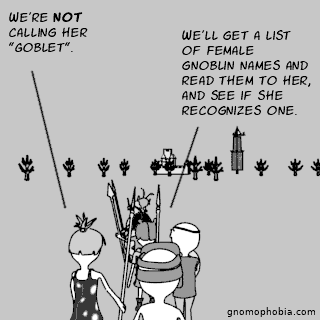 WE'RE NOT
CALLING HER
"GOBLET".
WE'LL GET A LIST
OF FEMALE
GNOBLIN NAMES AND
READ THEM TO HER,
AND SEE IF SHE
RECOGNIZES ONE.
gnomophobia.com